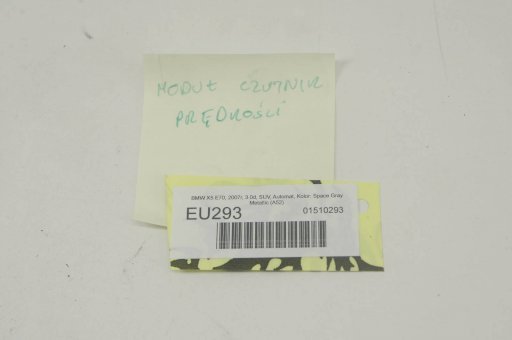 MODUŁ CZUJNIK
PRĘDKOŚCI
BMW X5 E70, 2007r, 3.0d, SUV, Automat, Kolor: Space Gray
Metallic (A52)
EU293 01510293